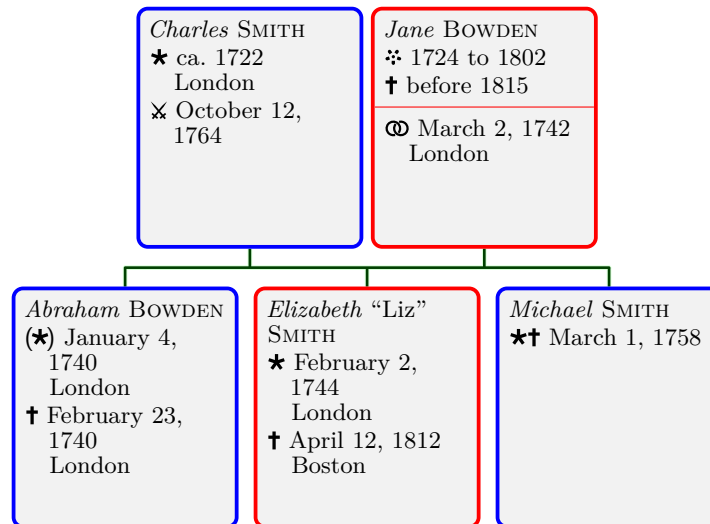 Charles SMITH
★ ca. 1722
London
⚔ October 12,
1764
Jane BOWDEN
⁘ 1724 to 1802
✝ before 1815
⚭ March 2, 1742
London
Abraham BOWDEN
(★) January 4,
1740
London
✝ February 23,
1740
London
Elizabeth “Liz”
SMITH
★ February 2,
1744
London
✝ April 12, 1812
Boston
Michael SMITH
★✝ March 1, 1758